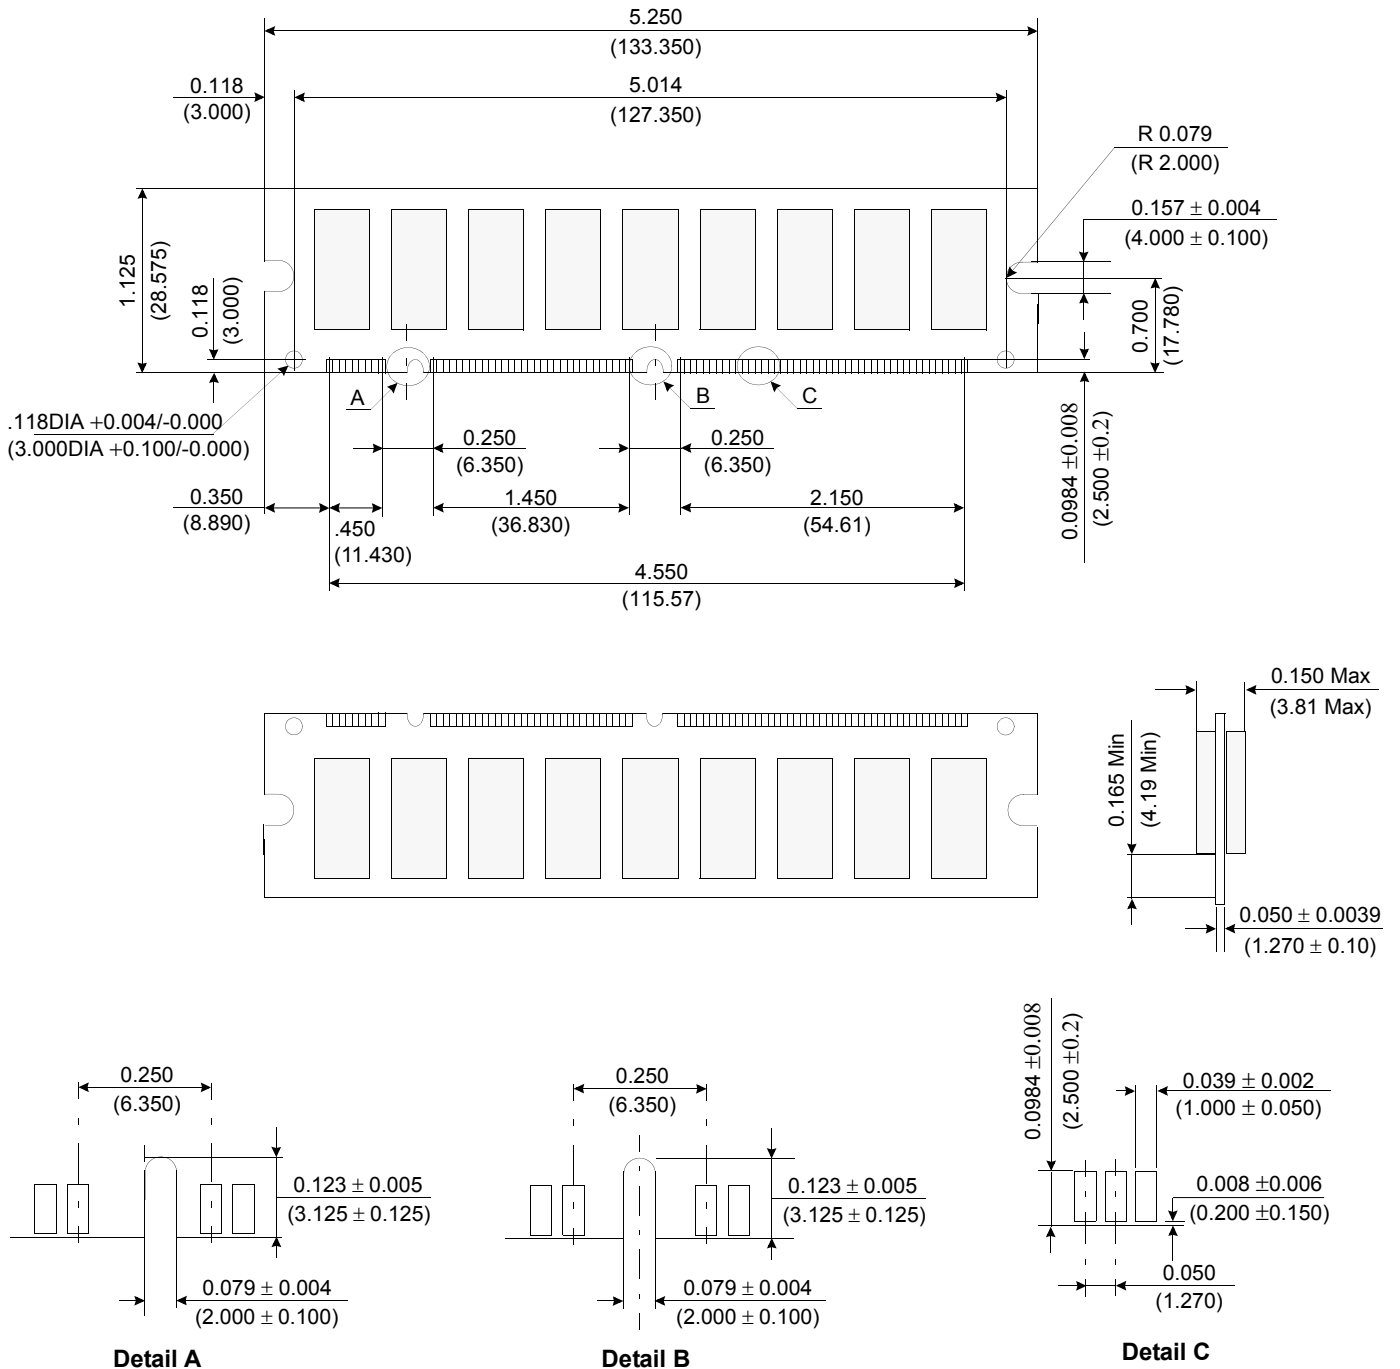 5.250
(133.350)
0.118
(3.000)
5.014
(127.350)
R 0.079
(R 2.000)
0.157 ± 0.004
(4.000 ± 0.100)
1.125
(28.575)
0.118
(3.000)
0.700
(17.780)
A
B
C
.118DIA +0.004/-0.000
(3.000DIA +0.100/-0.000)
0.250
(6.350)
0.250
(6.350)
0.0984 ±0.008
(2.500 ±0.2)
0.350
(8.890)
.450
(11.430)
1.450
(36.830)
2.150
(54.61)
4.550
(115.57)
0.150 Max
(3.81 Max)
0.165 Min
(4.19 Min)
0.050 ± 0.0039
(1.270 ± 0.10)
0.250
(6.350)
0.123 ± 0.005
(3.125 ± 0.125)
0.079 ± 0.004
(2.000 ± 0.100)
Detail A
0.250
(6.350)
0.123 ± 0.005
(3.125 ± 0.125)
0.079 ± 0.004
(2.000 ± 0.100)
Detail B
0.0984 ±0.008
(2.500 ±0.2)
0.039 ± 0.002
(1.000 ± 0.050)
0.008 ±0.006
(0.200 ±0.150)
0.050
(1.270)
Detail C